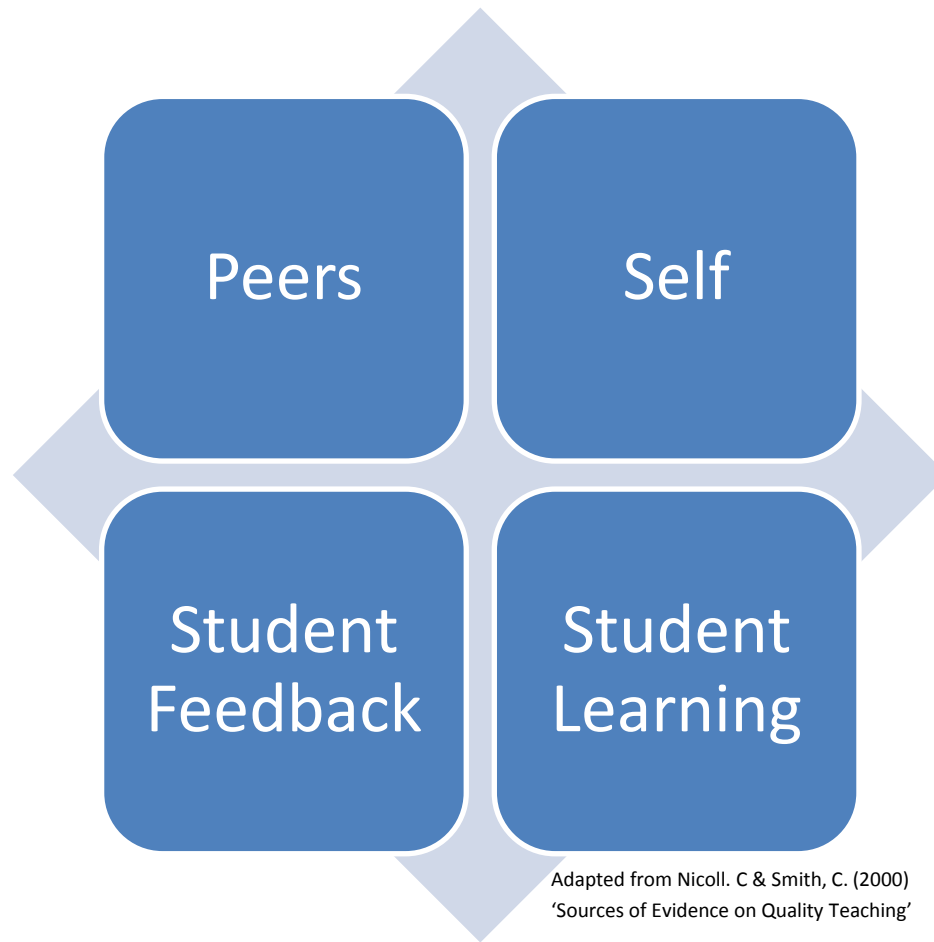 Peers
Self
Student
Feedback
Student
Learning
Adapted from Nicoll. C & Smith, C. (2000)
‘Sources of Evidence on Quality Teaching’